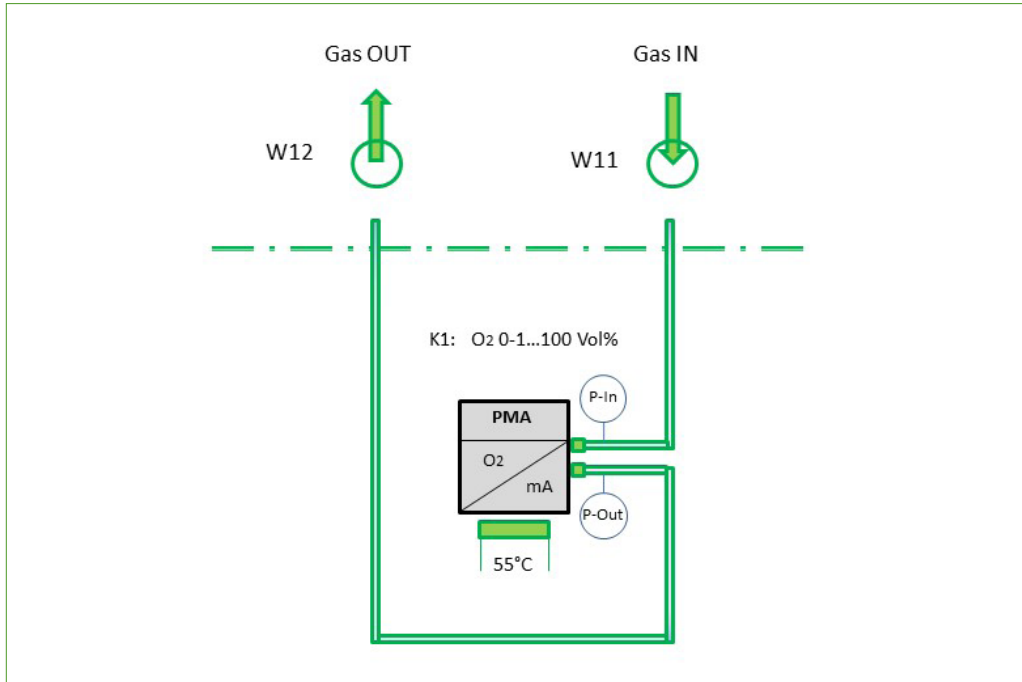 Gas OUT
Gas IN
W12
W11
K1: O2 0-1...100 Vol%
P-In
PMA
O2
mA
P-Out
55°C